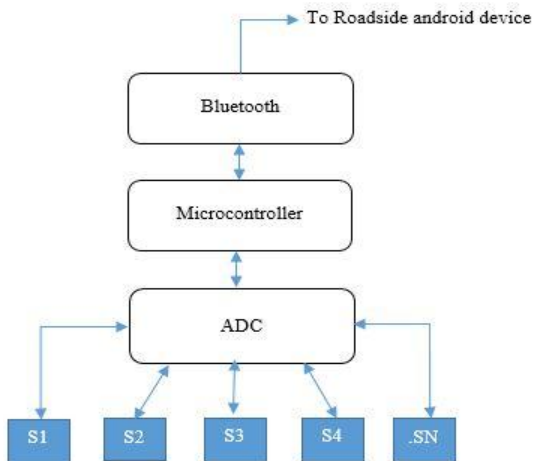 To Roadside android device
Bluetooth
Microcontroller
ADC
S1 S2 S3 S4 .SN